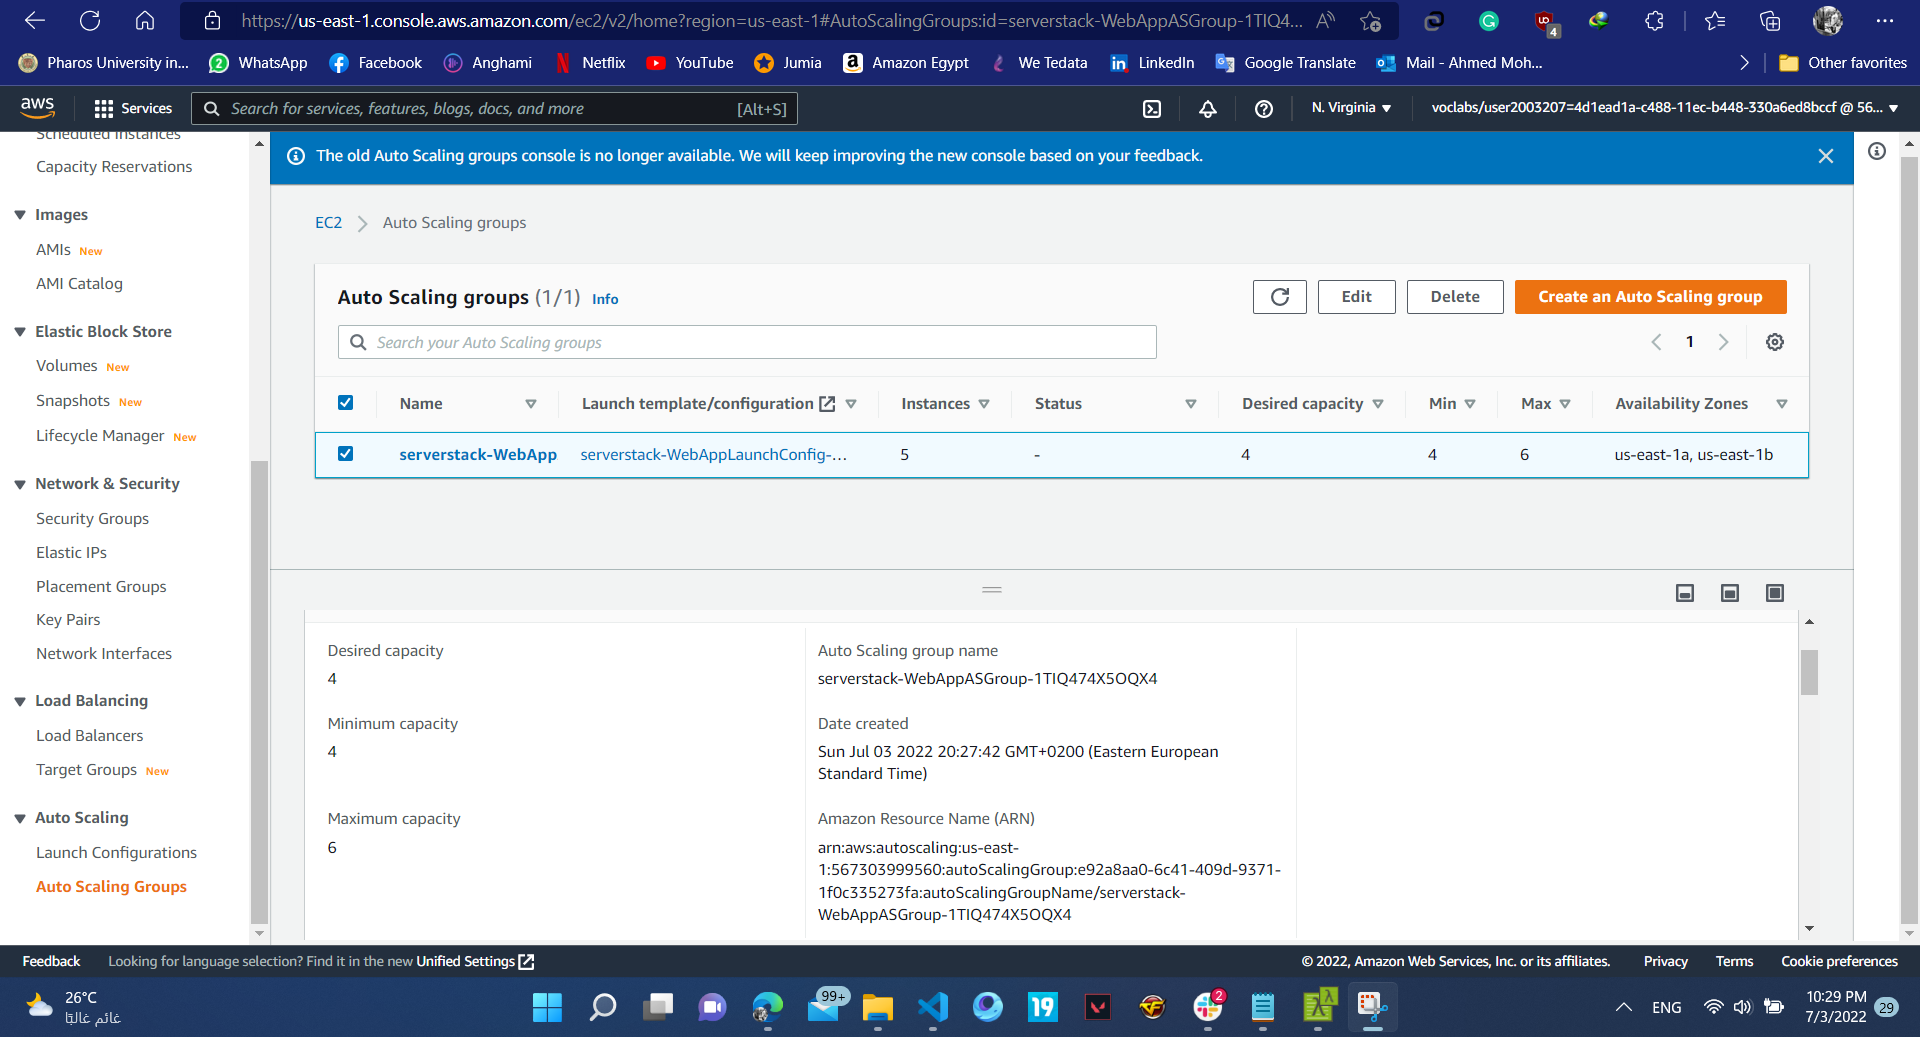 https://us-east-1.console.aws.amazon.com/ec2/v2/home?region=us-east-1#AutoScalingGroups:id=serverstack-WebAppASGroup-1TIQ4...
4
Pharos University in...
WhatsApp
Facebook
Anghami
Netflix
YouTube
Jumia
Amazon Egypt
We Tedata
LinkedIn
Google Translate
Mail - Ahmed Moh...
Other favorites
aws
Services
Search for services, features, blogs, docs, and more
[Alt+S]
N. Virginia
voclabs/user2003207=4d1ead1a-c488-11ec-b448-330a6ed8bccf @ 56...
Scheduled Instances
Capacity Reservations
Images
AMIs New
AMI Catalog
Elastic Block Store
Volumes New
Snapshots New
Lifecycle Manager New
Network & Security
Security Groups
Elastic IPs
Placement Groups
Key Pairs
Network Interfaces
Load Balancing
Load Balancers
Target Groups New
Auto Scaling
Launch Configurations
Auto Scaling Groups
The old Auto Scaling groups console is no longer available. We will keep improving the new console based on your feedback.
EC2
Auto Scaling groups
Auto Scaling groups (1/1) Info
Edit
Delete
Create an Auto Scaling group
Search your Auto Scaling groups
1
Name
Launch template/configuration
Instances
Status
Desired capacity
Min
Max
Availability Zones
serverstack-WebApp
serverstack-WebAppLaunchConfig-...
5
-
4
4
6
us-east-1a, us-east-1b
Desired capacity
4
Minimum capacity
4
Maximum capacity
6
Auto Scaling group name
serverstack-WebAppASGroup-1TIQ474X5OQX4
Date created
Sun Jul 03 2022 20:27:42 GMT+0200 (Eastern European
Standard Time)
Amazon Resource Name (ARN)
arn:aws:autoscaling:us-east-
1:567303999560:autoScalingGroup:e92a8aa0-6c41-409d-9371-
1f0c335273fa:autoScalingGroupName/serverstack-
WebAppASGroup-1TIQ474X5OQX4
Feedback
Looking for language selection? Find it in the new Unified Settings
© 2022, Amazon Web Services, Inc. or its affiliates.
Privacy
Terms
Cookie preferences
26°C
غائم غالبًا
99+
19
2
ENG
10:29 PM
7/3/2022
29